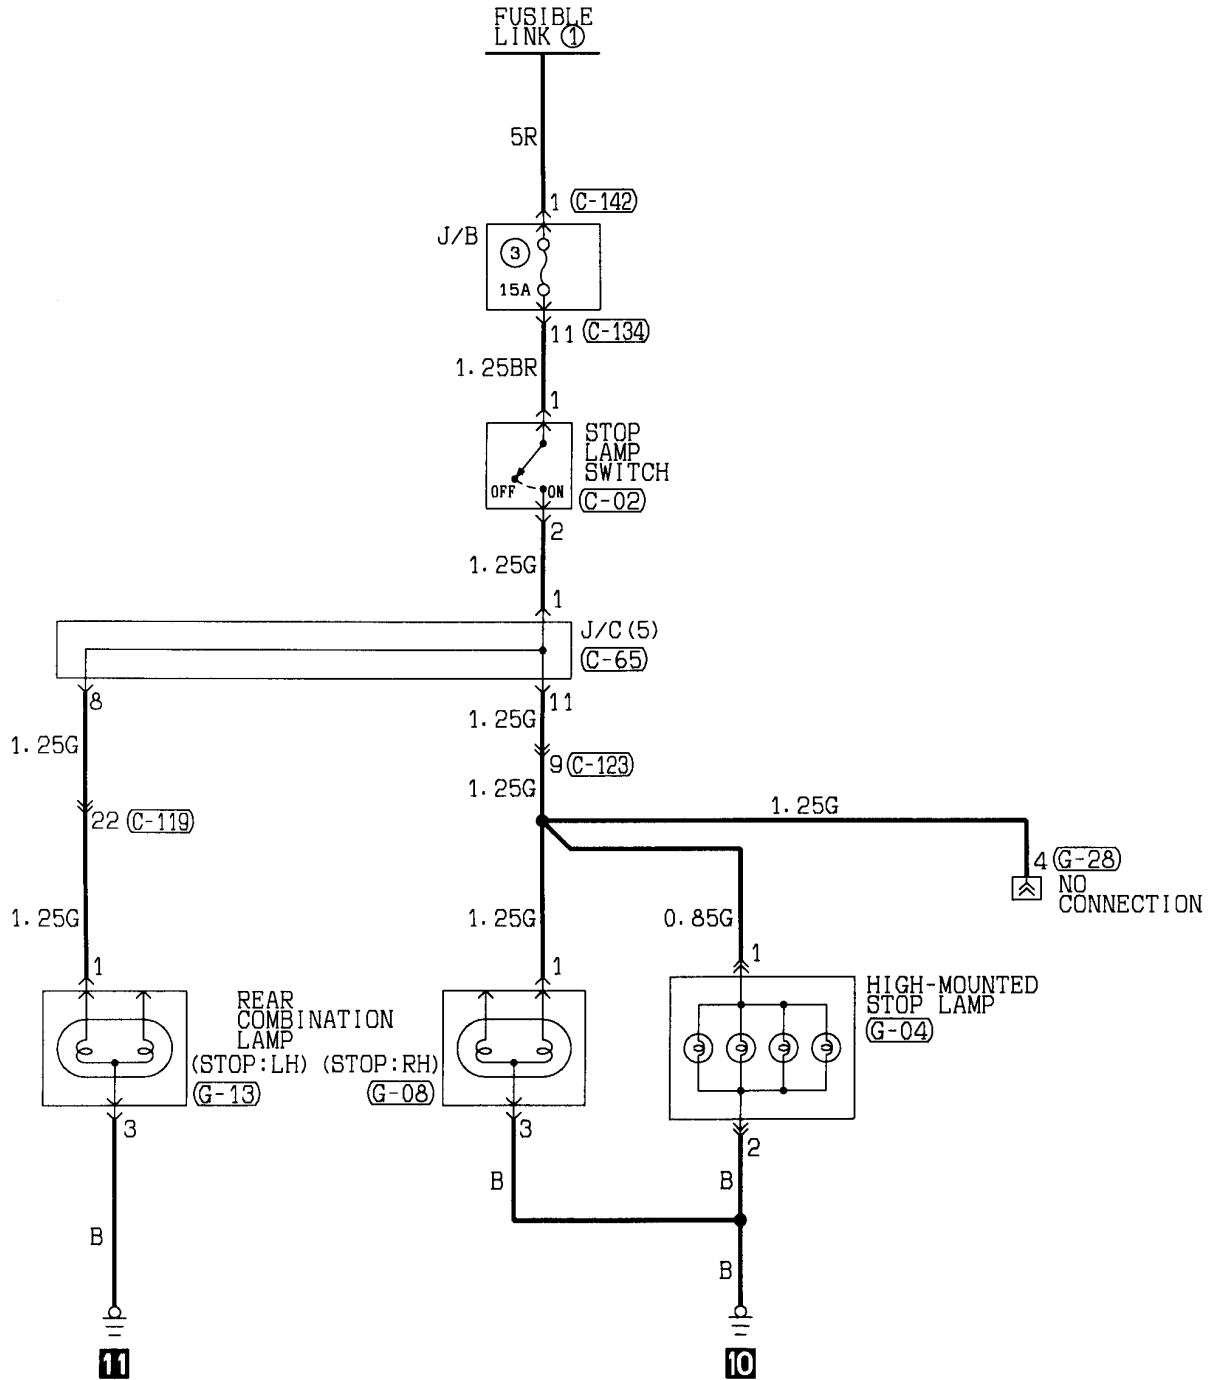 FUSIBLE
LINK ①
5R
1 C-142
J/B
3
15A
11 C-134
1.25BR
1
STOP
LAMP
SWITCH
OFF ON
C-02
2
1.25G
1
J/C(5)
C-65
8
11
1.25G
1.25G
9 C-123
1.25G
1.25G
22 C-119
4 G-28
NO
CONNECTION
1.25G
1.25G
0.85G
1
1
1
REAR
COMBINATION
LAMP
(STOP:LH) (STOP:RH)
G-13
G-08
HIGH-MOUNTED
STOP LAMP
G-04
3
3
2
B
B
B
B
11
10